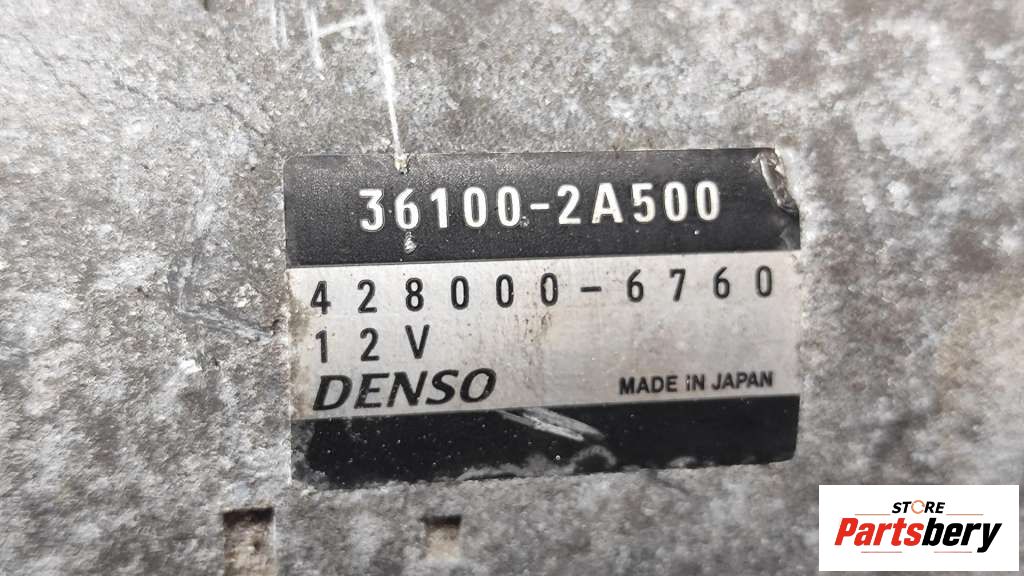 36100-2A500
428000-6760
12V
DENSO MADE IN JAPAN
STORE
Partsbery